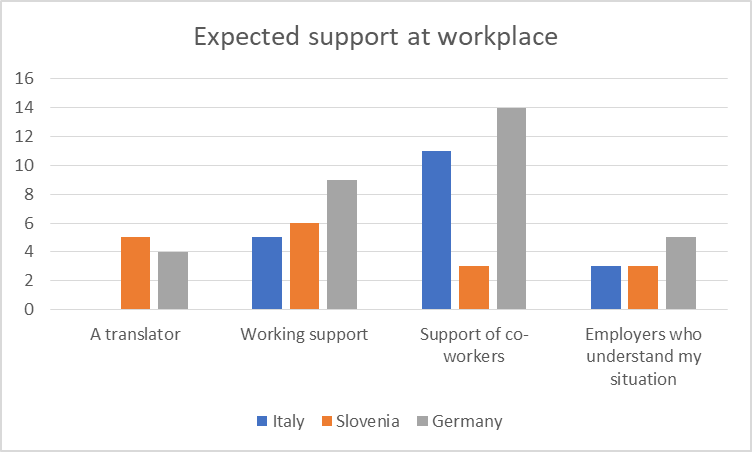 Expected support at workplace
16
14
12
10
8
6
4
2
0
A translator
Working support
Support of co-
workers
Employers who
understand my
situation
Italy
Slovenia
Germany